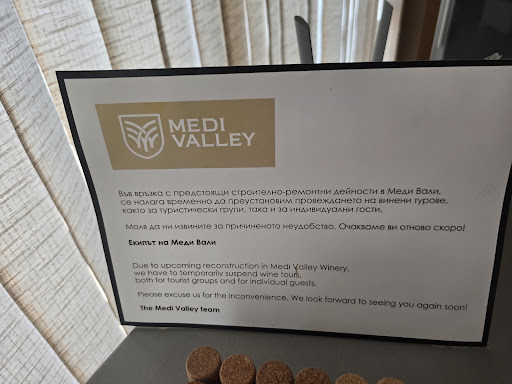 MEDI
VALLEY
Във връзка с предстоящи строително-ремонтни дейности в Меди Вали,
се налага временно да преустановим провеждането на винени турове,
както за туристически групи, така и за индивидуални гости.
Моля да ни извините за причиненото неудобство. Очакваме ви отново скоро!
Екипът на Меди Вали
Due to upcoming reconstruction in Medi Valley Winery,
we have to temporarily suspend wine tours,
both for tourist groups and for individual guests.
Please excuse us for the inconvenience. We look forward to seeing you again soon!
The Medi Valley team